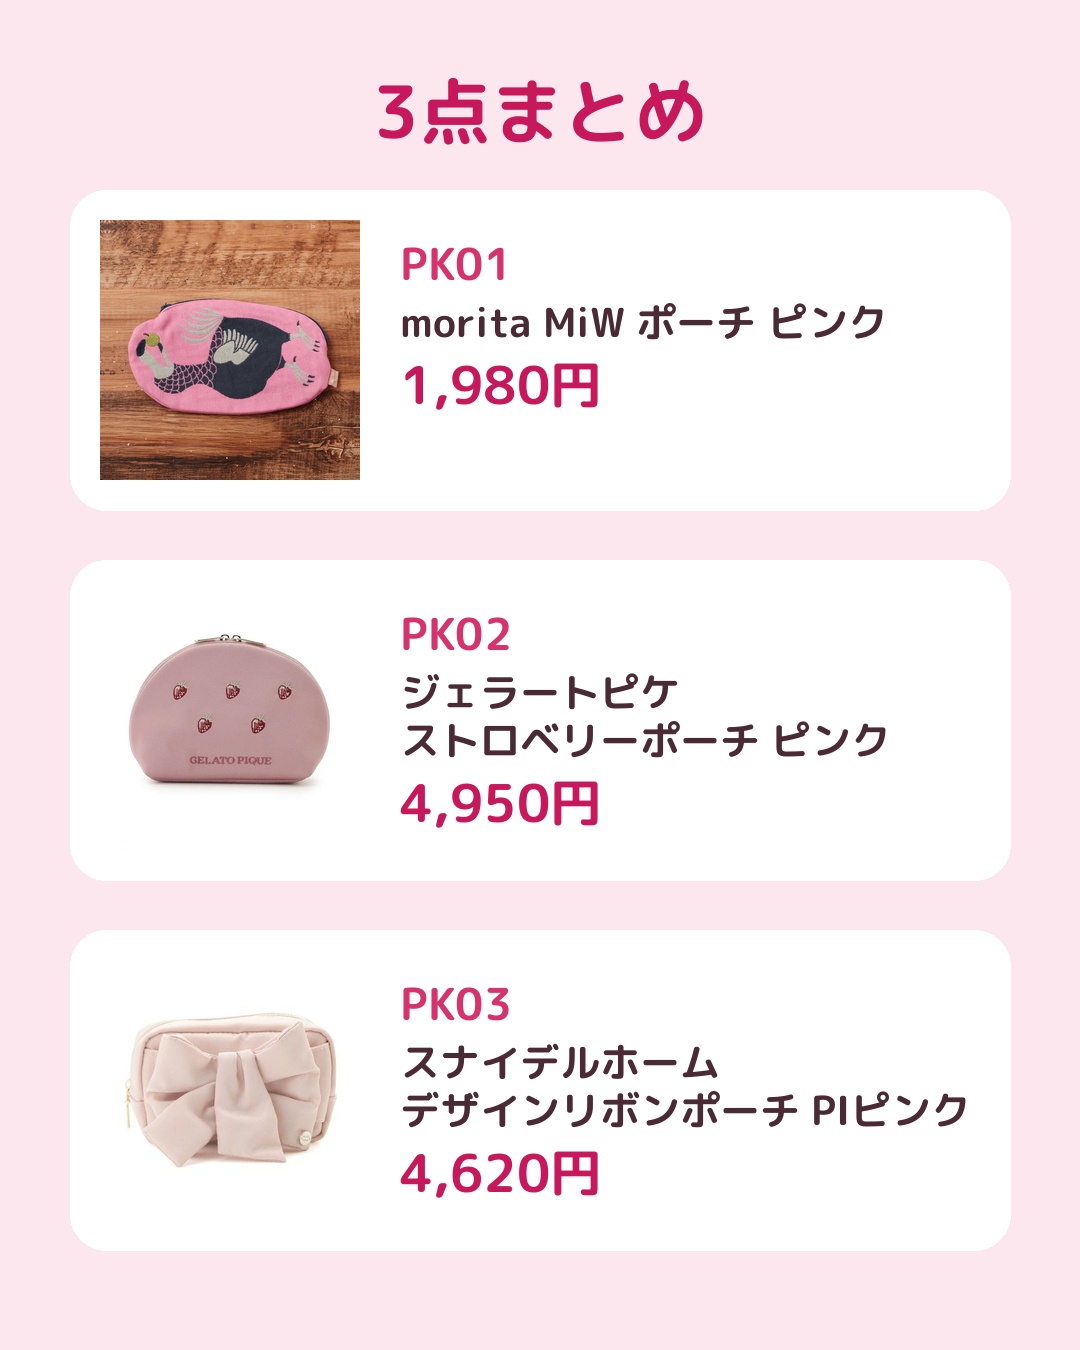 3点まとめ
PK01
morita MiW ポーチ ピンク
1,980円
PK02
ジェラートピケ
ストロベリーポーチ ピンク
4,950円
GELATO PIQUE
PK03
スナイデルホーム
デザインリボンポーチ PIピンク
4,620円